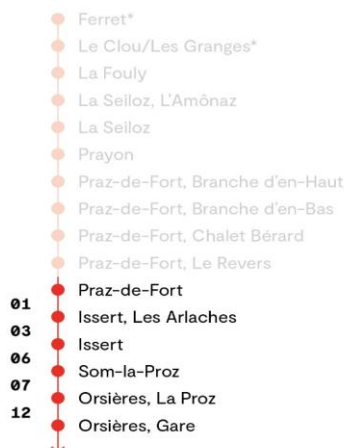 Ferret*
Le Clou/Les Granges*
La Fouly
La Seiloz, L'Amônaz
La Seiloz
Prayon
Praz-de-Fort, Branche d'en-Haut
Praz-de-Fort, Branche d'en-Bas
Praz-de-Fort, Chalet Bérard
Praz-de-Fort, Le Revers
Praz-de-Fort
01
Issert, Les Arlaches
03
Issert
06
Som-la-Proz
07
Orsières, La Proz
12
Orsières, Gare